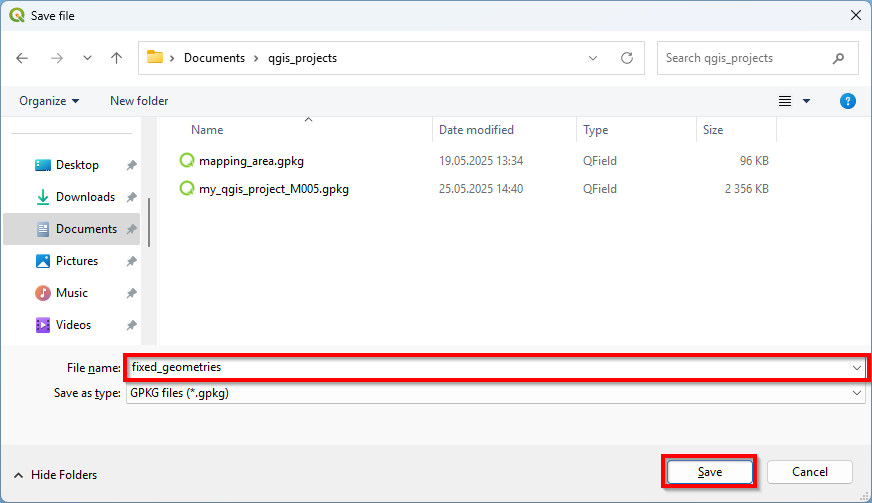 Save file
Documents qgis_projects
Search qgis_projects
Organize New folder
?
Name Date modified Type Size
Desktop
Downloads
Documents
Pictures
Music
Videos
mapping_area.gpkg 19.05.2025 13:34 QField 96 KB
my_qgis_project_M005.gpkg 25.05.2025 14:40 QField 2 356 KB
File name: fixed_geometries
Save as type: GPKG files (*.gpkg)
Hide Folders
Save Cancel